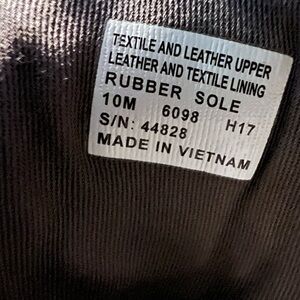 TEXTILE AND LEATHER UPPER
LEATHER AND TEXTILE LINING
RUBBER SOLE
10M 6098 H17
S/N: 44828
MADE IN VIETNAM